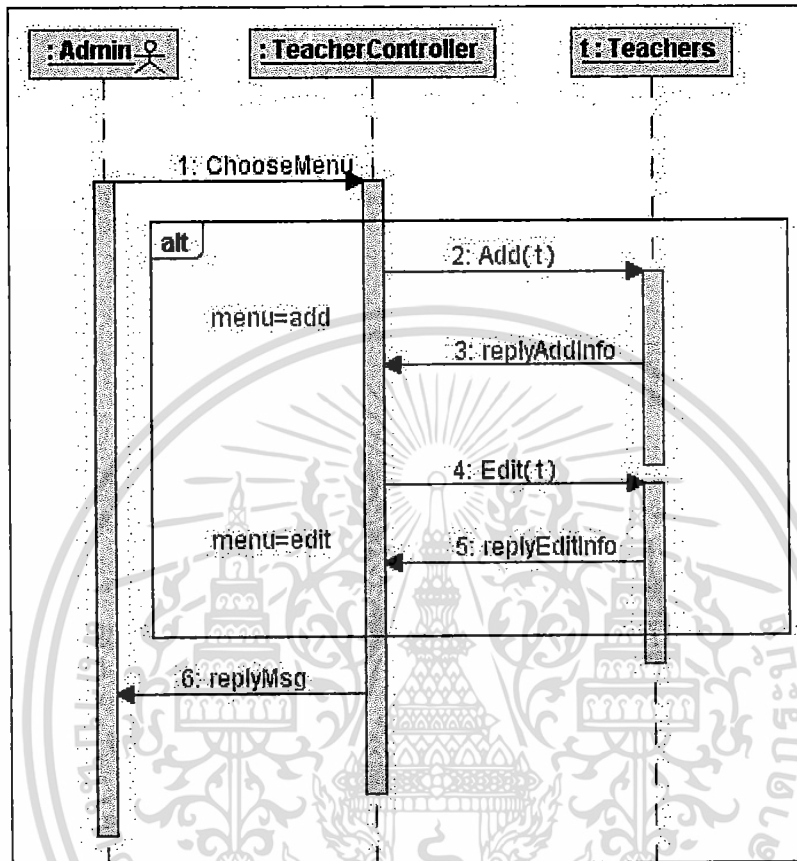 : Admin
: TeacherController
t : Teachers
1: ChooseMenu
alt
2: Add(t)
menu=add
3: replyAddInfo
4: Edit(t)
menu=edit
5: replyEditInfo
6: replyMsg